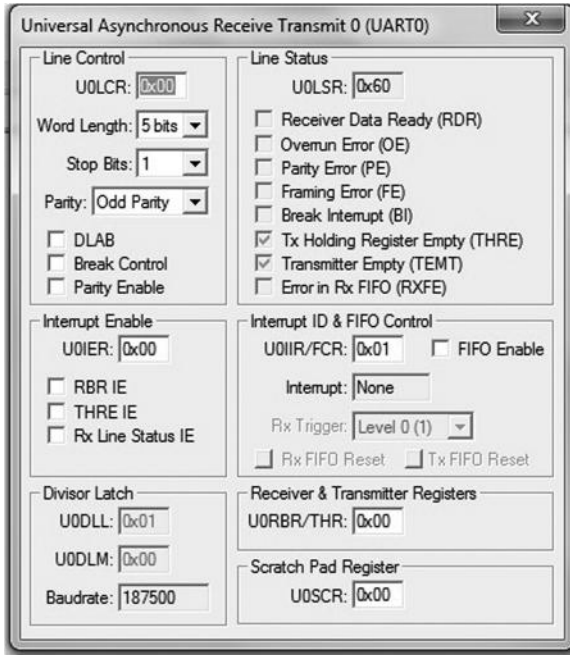 Universal Asynchronous Receive Transmit 0 (UART0)
x
Line Control
U0LCR: 0x00
Word Length: 5 bits
Stop Bits: 1
Parity: Odd Parity
DLAB
Break Control
Parity Enable
Line Status
U0LSR: 0x60
Receiver Data Ready (RDR)
Overrun Error (OE)
Parity Error (PE)
Framing Error (FE)
Break Interrupt (BI)
Tx Holding Register Empty (THRE)
Transmitter Empty (TEMT)
Error in Rx FIFO (RXFE)
Interrupt Enable
U0IER: 0x00
RBR IE
THRE IE
Rx Line Status IE
Interrupt ID & FIFO Control
U0IIR/FCR: 0x01 FIFO Enable
Interrupt: None
Rx Trigger: Level 0 (1)
Rx FIFO Reset Tx FIFO Reset
Divisor Latch
U0DLL: 0x01
U0DLM: 0x00
Baudrate: 187500
Receiver & Transmitter Registers
U0RBR/THR: 0x00
Scratch Pad Register
U0SCR: 0x00